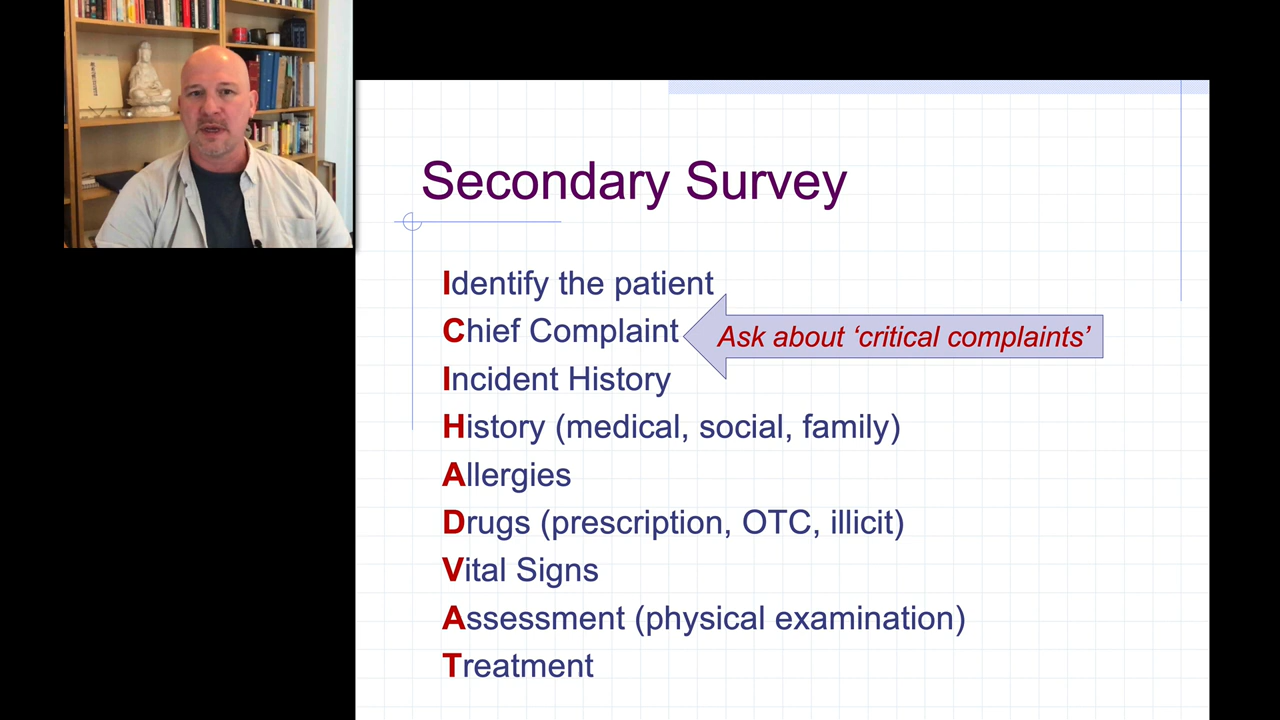 Secondary Survey
Identify the patient
Chief Complaint
Ask about ‘critical complaints’
Incident History
History (medical, social, family)
Allergies
Drugs (prescription, OTC, illicit)
Vital Signs
Assessment (physical examination)
Treatment